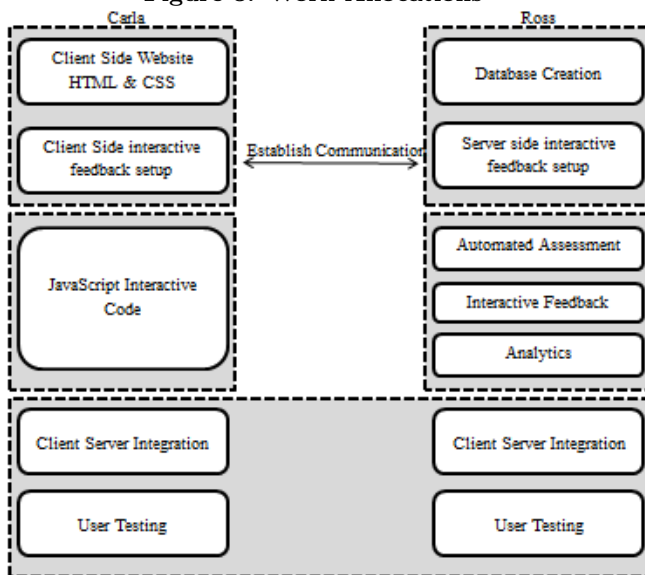 Carla
Ross
Client Side Website
HTML & CSS
Database Creation
Client Side interactive
feedback setup
Establish Communication
Server side interactive
feedback setup
JavaScript Interactive
Code
Automated Assessment
Interactive Feedback
Analytics
Client Server Integration
Client Server Integration
User Testing
User Testing